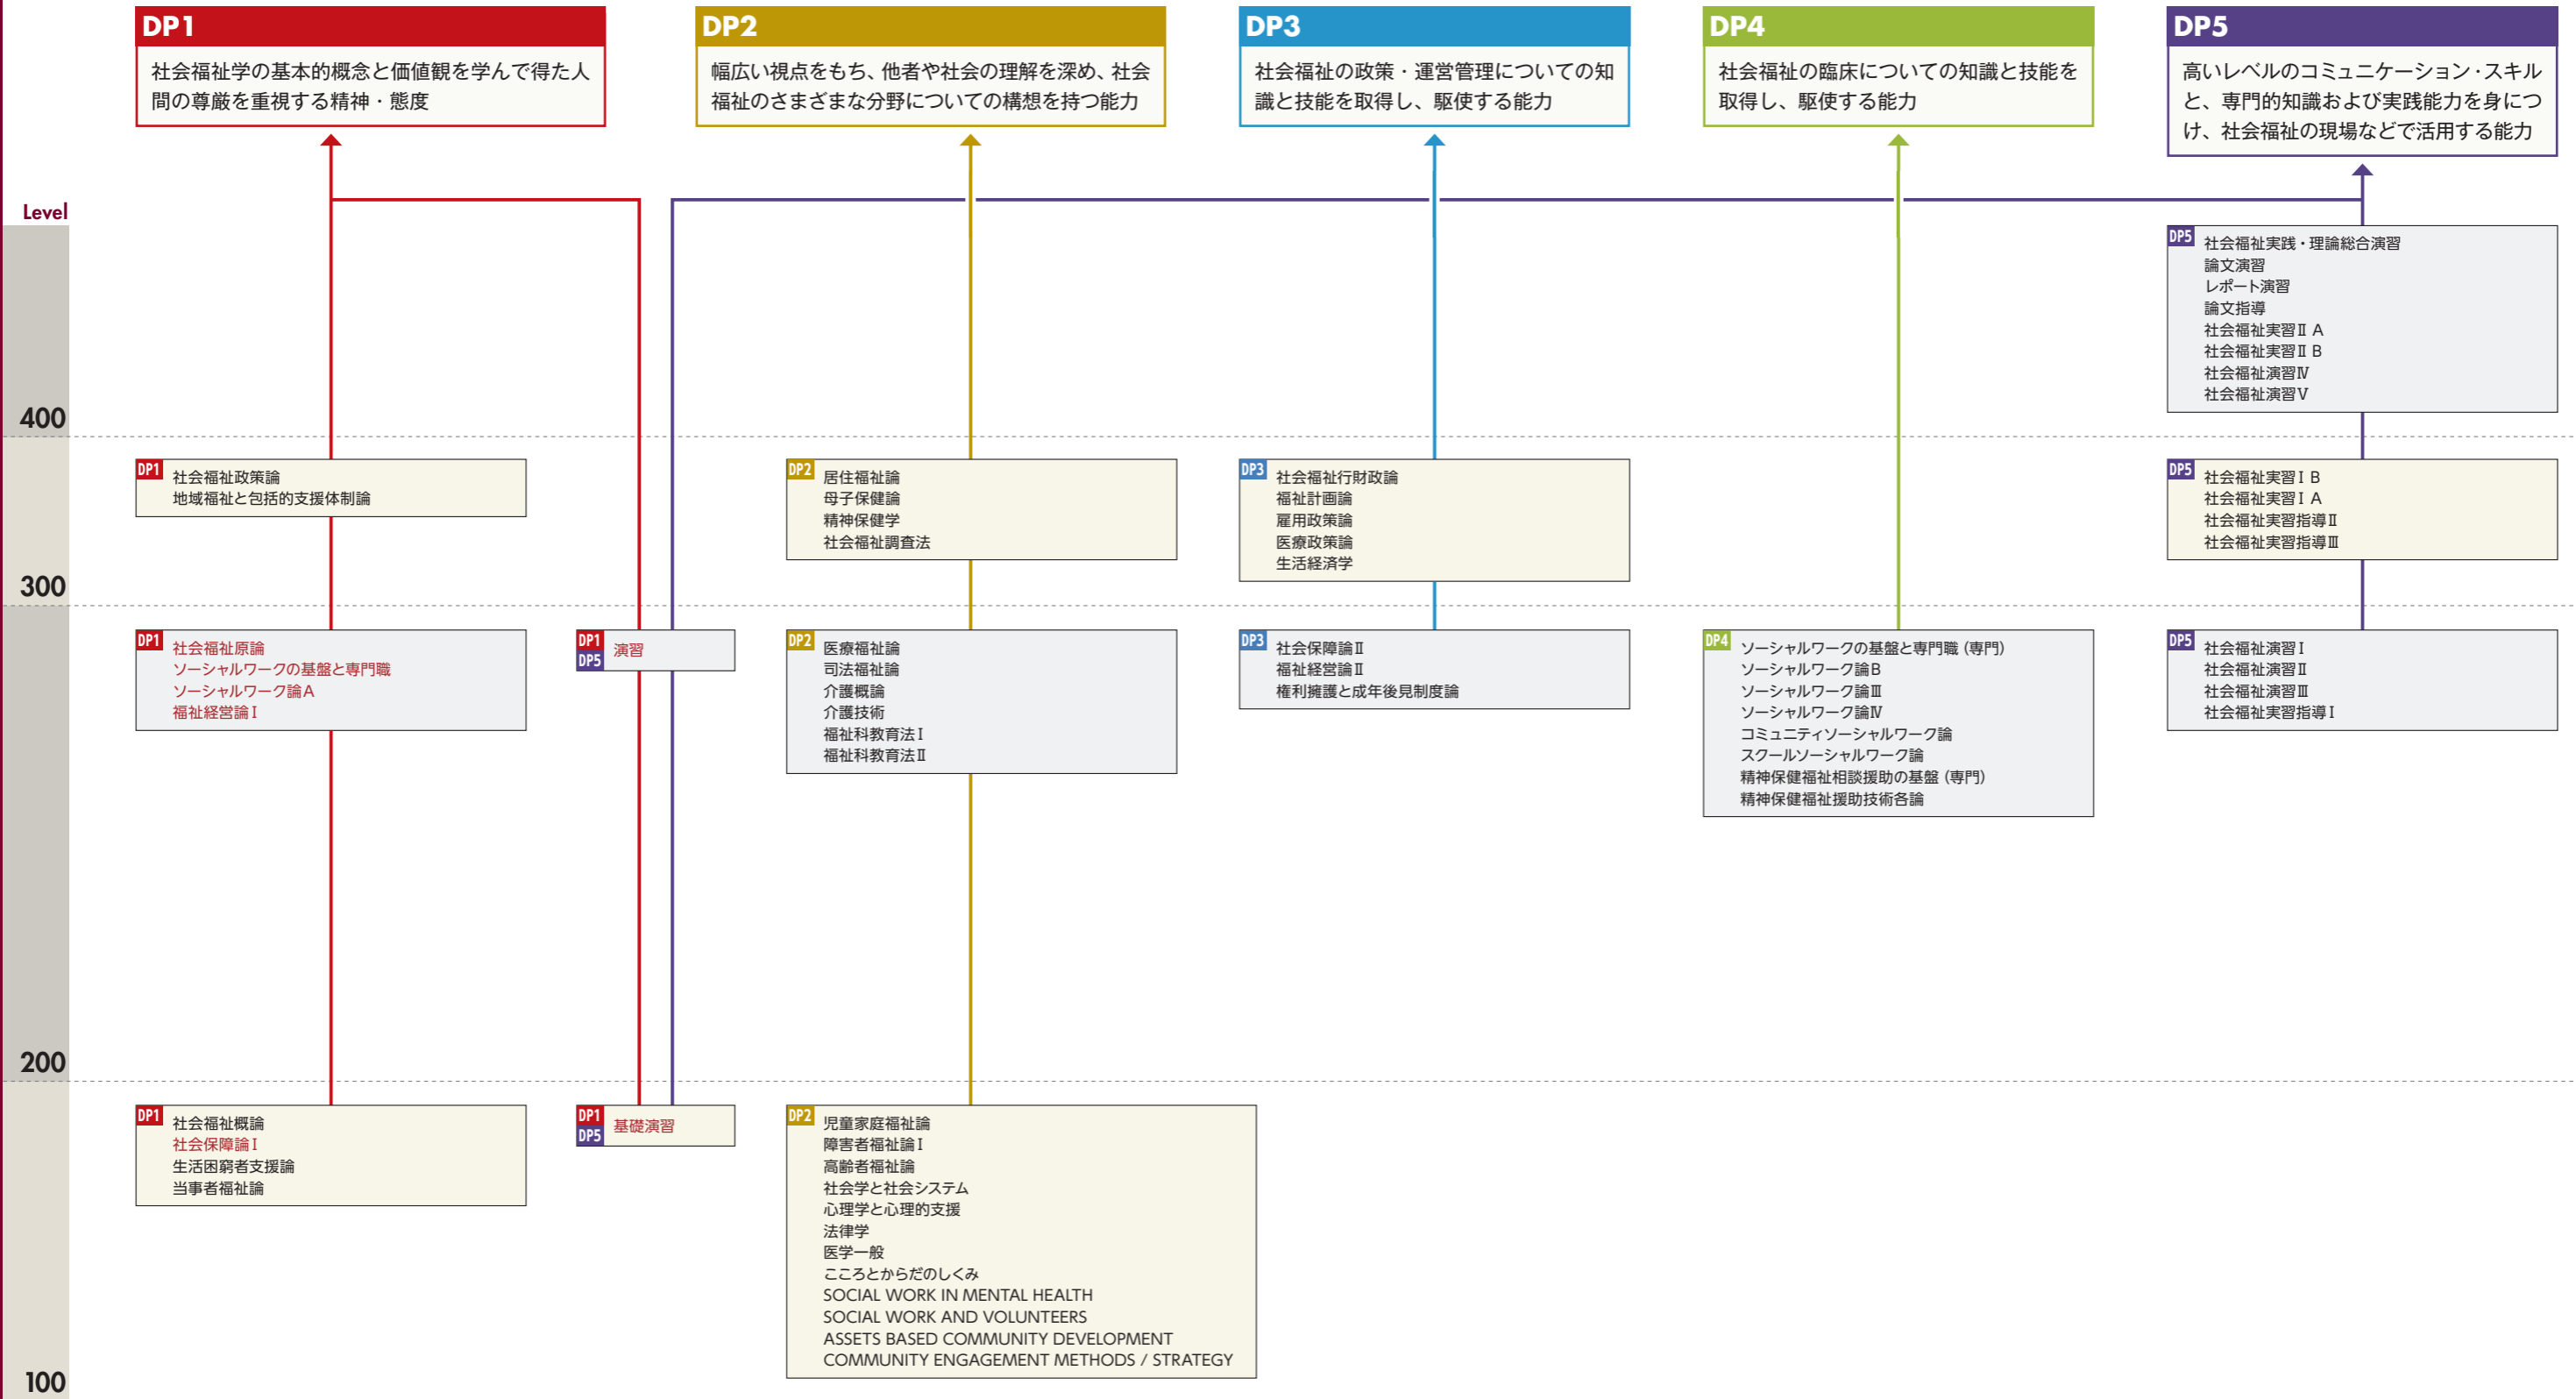 DP1
社会福祉学の基本的概念と価値観を学んで得た人
間の尊厳を重視する精神・態度
DP2
幅広い視点をもち、他者や社会の理解を深め、社会
福祉のさまざまな分野についての構想を持つ能力
DP3
社会福祉の政策・運営管理についての知
識と技能を取得し、駆使する能力
DP4
社会福祉の臨床についての知識と技能を
取得し、駆使する能力
DP5
高いレベルのコミュニケーション・スキル
と、専門的知識および実践能力を身につ
け、社会福祉の現場などで活用する能力
Level
400
DP5
社会福祉実践・理論総合演習
論文演習
レポート演習
論文指導
社会福祉実習Ⅱ A
社会福祉実習Ⅱ B
社会福祉演習Ⅳ
社会福祉演習Ⅴ
300
DP1
社会福祉政策論
地域福祉と包括的支援体制論
DP2
居住福祉論
母子保健論
精神保健学
社会福祉調査法
DP3
社会福祉行財政論
福祉計画論
雇用政策論
医療政策論
生活経済学
DP5
社会福祉実習Ⅰ B
社会福祉実習Ⅰ A
社会福祉実習指導Ⅱ
社会福祉実習指導Ⅲ
200
DP1
社会福祉原論
ソーシャルワークの基盤と専門職
ソーシャルワーク論A
福祉経営論Ⅰ
DP1
DP5
演習
DP2
医療福祉論
司法福祉論
介護概論
介護技術
福祉科教育法Ⅰ
福祉科教育法Ⅱ
DP3
社会保障論Ⅱ
福祉経営論Ⅱ
権利擁護と成年後見制度論
DP4
ソーシャルワークの基盤と専門職 (専門)
ソーシャルワーク論B
ソーシャルワーク論Ⅲ
ソーシャルワーク論Ⅳ
コミュニティソーシャルワーク論
スクールソーシャルワーク論
精神保健福祉相談援助の基盤 (専門)
精神保健福祉援助技術各論
DP5
社会福祉演習Ⅰ
社会福祉演習Ⅱ
社会福祉演習Ⅲ
社会福祉実習指導Ⅰ
100
DP1
社会福祉概論
社会保障論Ⅰ
生活困窮者支援論
当事者福祉論
DP1
DP5
基礎演習
DP2
児童家庭福祉論
障害者福祉論Ⅰ
高齢者福祉論
社会学と社会システム
心理学と心理的支援
法律学
医学一般
こころとからだのしくみ
SOCIAL WORK IN MENTAL HEALTH
SOCIAL WORK AND VOLUNTEERS
ASSETS BASED COMMUNITY DEVELOPMENT
COMMUNITY ENGAGEMENT METHODS / STRATEGY